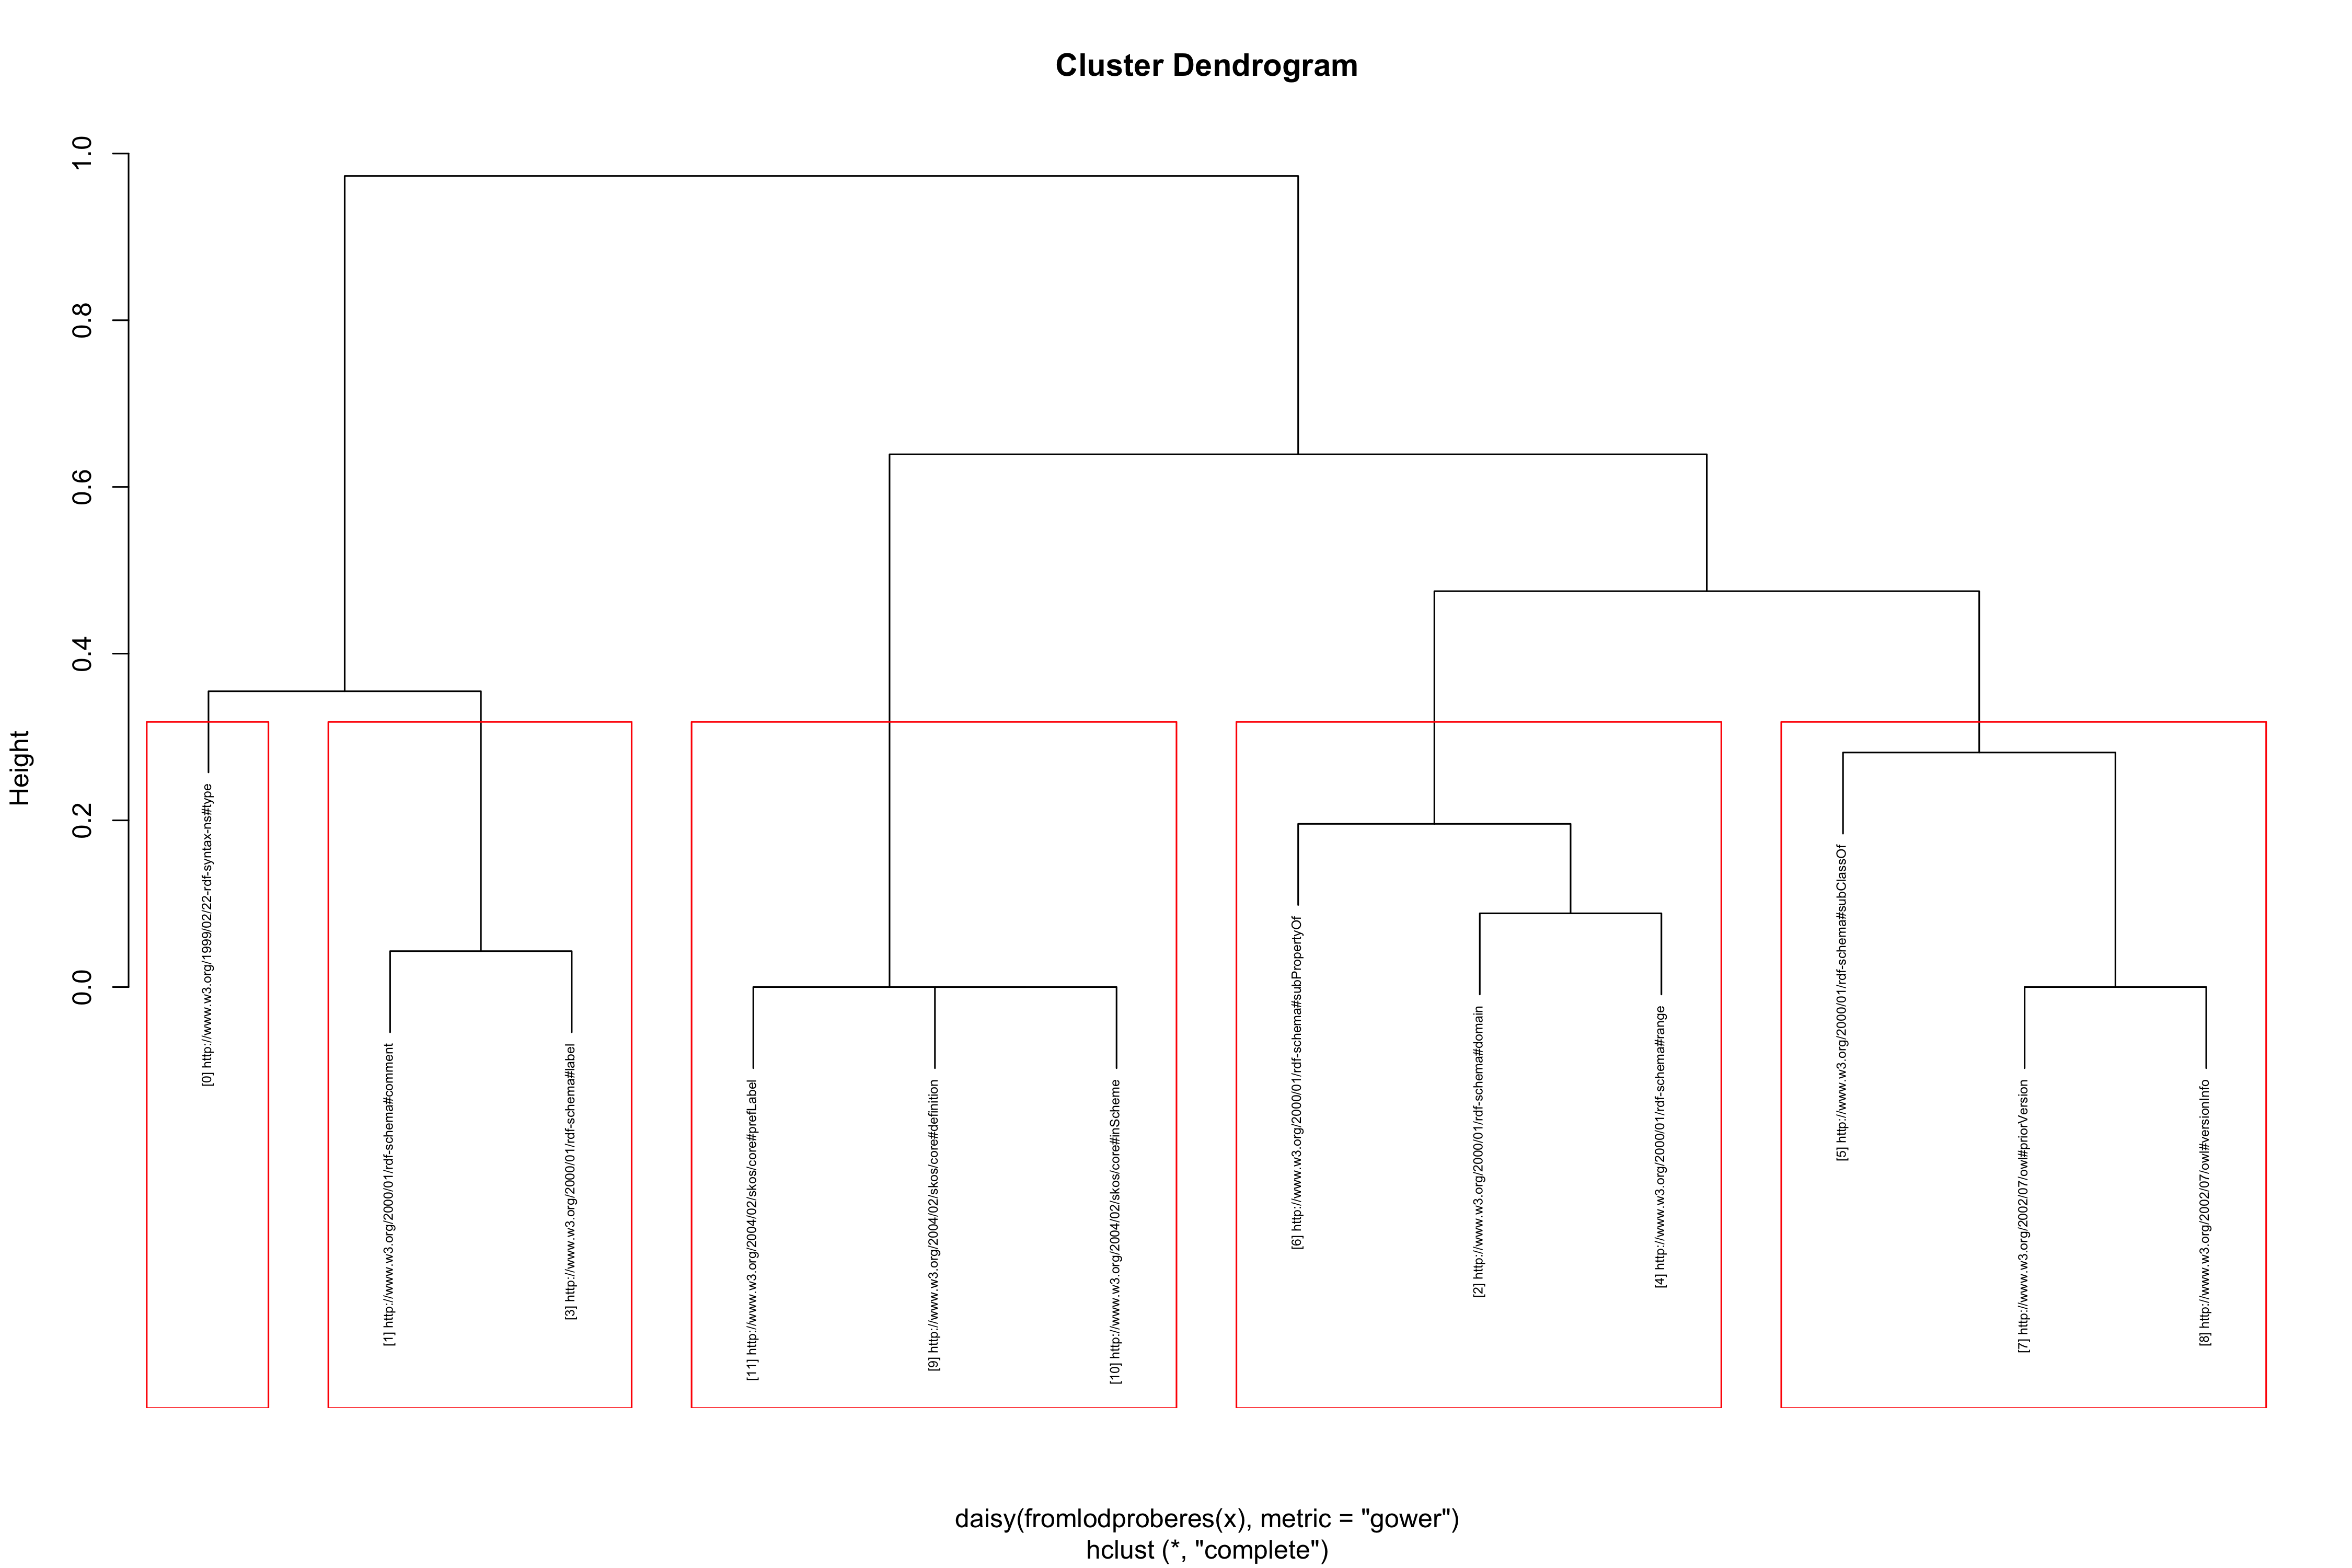 Cluster Dendrogram
Height
1.0
0.8
0.6
0.4
0.2
0.0
[0] http://www.w3.org/1999/02/22-rdf-syntax-ns#type
[1] http://www.w3.org/2000/01/rdf-schema#comment
[3] http://www.w3.org/2000/01/rdf-schema#label
[11] http://www.w3.org/2004/02/skos/core#prefLabel
[9] http://www.w3.org/2004/02/skos/core#definition
[10] http://www.w3.org/2004/02/skos/core#inScheme
[6] http://www.w3.org/2000/01/rdf-schema#subPropertyOf
[2] http://www.w3.org/2000/01/rdf-schema#domain
[4] http://www.w3.org/2000/01/rdf-schema#range
[5] http://www.w3.org/2000/01/rdf-schema#subClassOf
[7] http://www.w3.org/2002/07/owl#priorVersion
[8] http://www.w3.org/2002/07/owl#versionInfo
daisy(fromlodproberes(x), metric = "gower")
hclust (*, "complete")